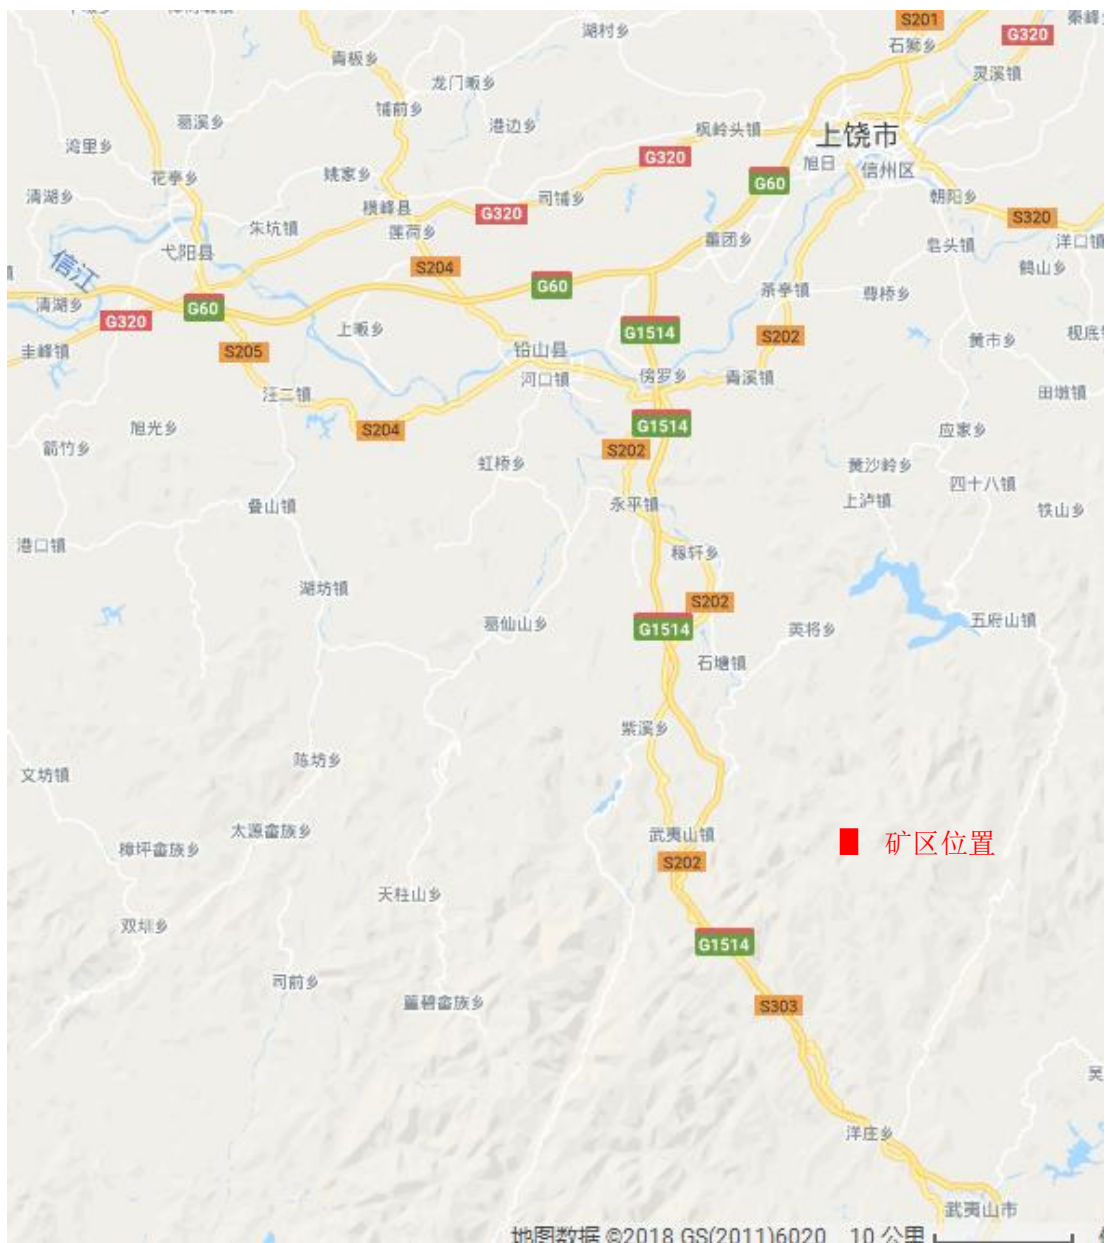 S201
秦峰
湖村乡
石狮乡
G320
青板乡
灵溪镇
龙门畈乡
铺前乡
葛溪乡
港边乡
枫岭头镇
上饶市
湾里乡
G320
旭日
信州区
花亭乡
姚家乡
G60
清湖乡
司铺乡
朝阳乡
横峰县
G320
S320
朱坑镇
莲荷乡
董团乡
皂头镇
洋口镇
弋阳县
信江
S204
鹤山乡
G60
茶亭镇
尊桥乡
清湖乡
G60
G320
上畈乡
G1514
S202
黄市乡
枧底
圭峰镇
S205
铅山县
河口镇
傍罗乡
青溪镇
汪二镇
田墩镇
旭光乡
S204
G1514
应家乡
箭竹乡
S202
虹桥乡
黄沙岭乡
四十八镇
叠山镇
永平镇
上泸镇
铁山乡
港口镇
稼轩乡
湖坊镇
S202
葛仙山乡
G1514
英将乡
五府山镇
石塘镇
紫溪乡
陈坊乡
文坊镇
太源畲族乡
武夷山镇
矿区位置
樟坪畲族乡
S202
天柱山乡
双圳乡
G1514
司前乡
篁碧畲族乡
S303
吴
洋庄乡
武夷山市
地图数据 ©2018 GS(2011)6020 10 公里